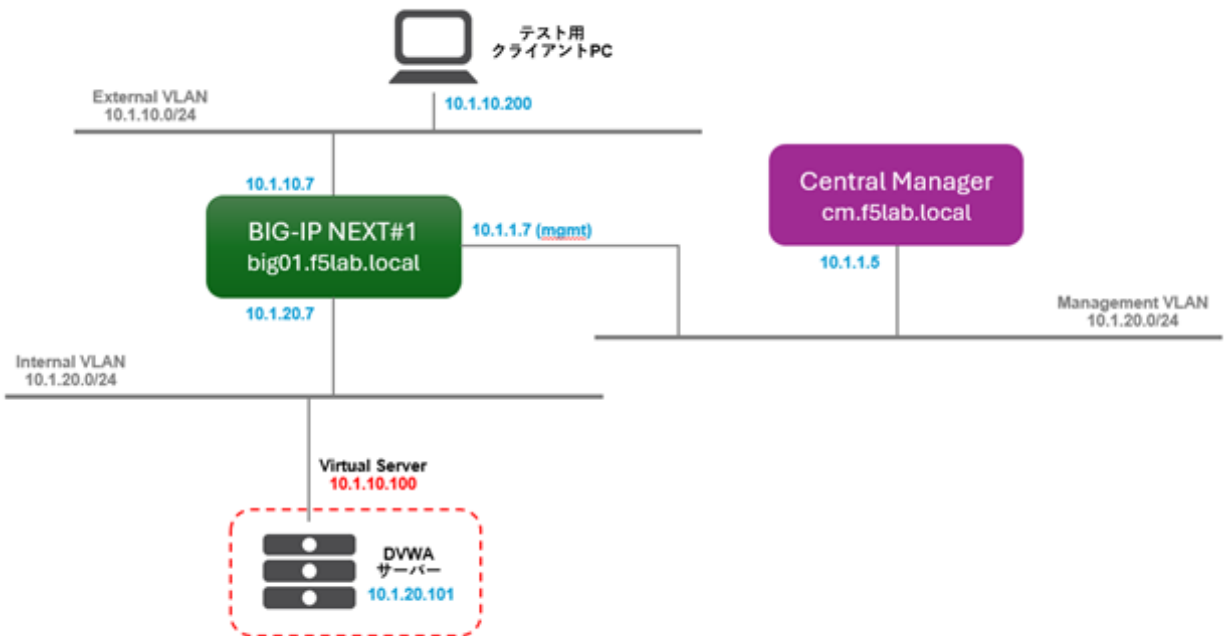 テスト用
クライアントPC
External VLAN
10.1.10.0/24
10.1.10.200
10.1.10.7
BIG-IP NEXT#1
big01.f5lab.local
10.1.1.7 (mgmt)
Central Manager
cm.f5lab.local
10.1.1.5
10.1.20.7
Management VLAN
10.1.20.0/24
Internal VLAN
10.1.20.0/24
Virtual Server
10.1.10.100
DVWA
サーバー
10.1.20.101